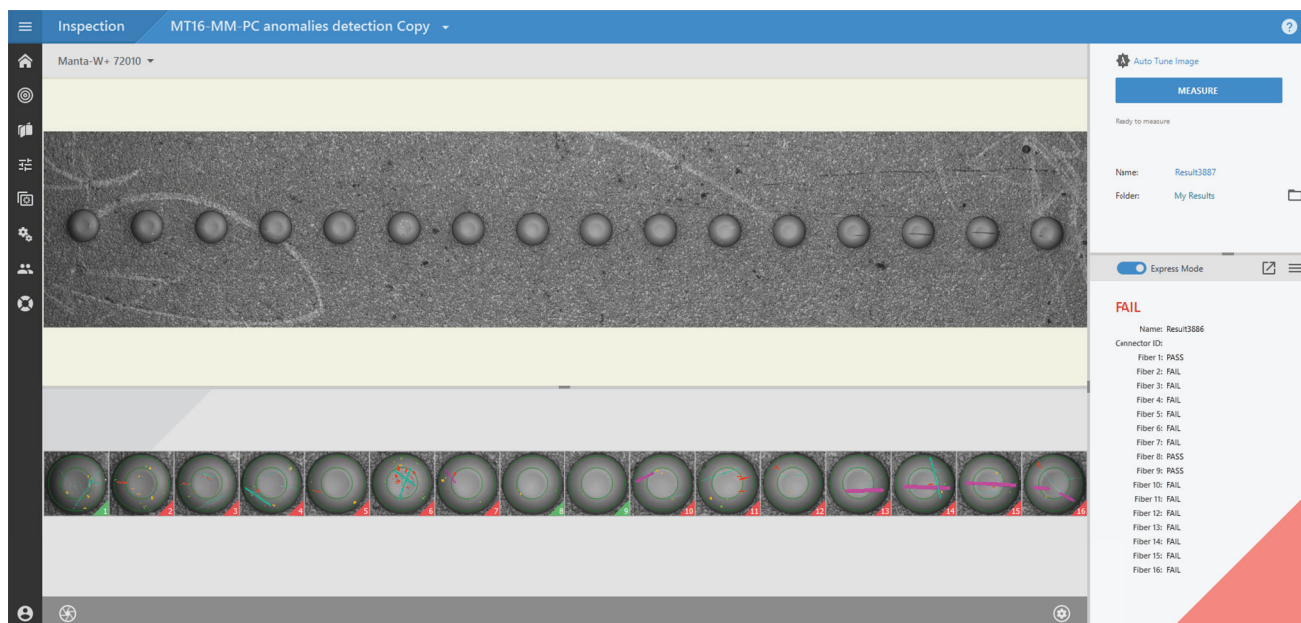 Inspection
MT16-MM-PC anomalies detection Copy
?
Manta-W+ 72010
Auto Tune Image
MEASURE
Ready to measure
Name: Result3887
Folder: My Results
Express Mode
FAIL
Name: Result3886
Connector ID:
Fiber 1: PASS
Fiber 2: FAIL
Fiber 3: FAIL
Fiber 4: FAIL
Fiber 5: FAIL
Fiber 6: FAIL
Fiber 7: FAIL
Fiber 8: PASS
Fiber 9: PASS
Fiber 10: FAIL
Fiber 11: FAIL
Fiber 12: FAIL
Fiber 13: FAIL
Fiber 14: FAIL
Fiber 15: FAIL
Fiber 16: FAIL
1 2 3 4 5 6 7 8 9 10 11 12 13 14 15 16